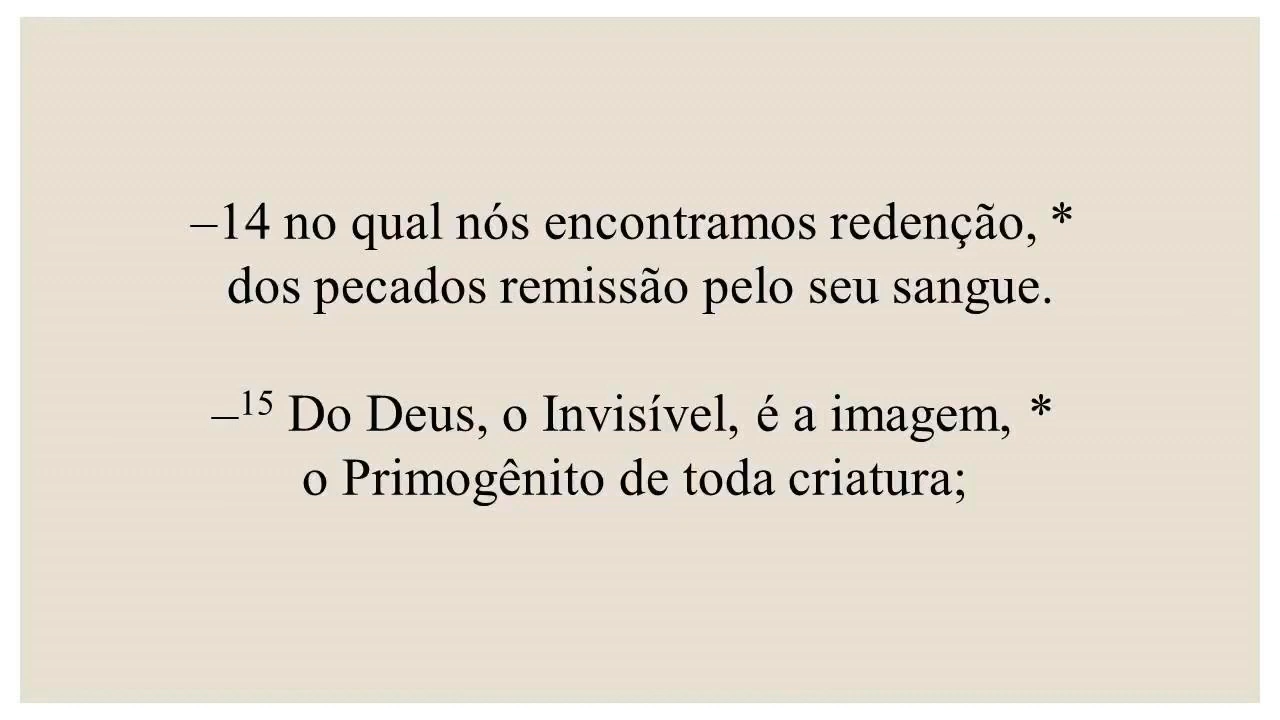 –14 no qual nós encontramos redenção, *
dos pecados remissão pelo seu sangue.
–¹⁵ Do Deus, o Invisível, é a imagem, *
o Primogênito de toda criatura;